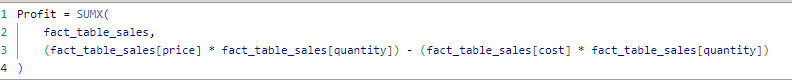 1 Profit = SUMX(
2     fact_table_sales,
3     (fact_table_sales[price] * fact_table_sales[quantity]) - (fact_table_sales[cost] * fact_table_sales[quantity])
4 )